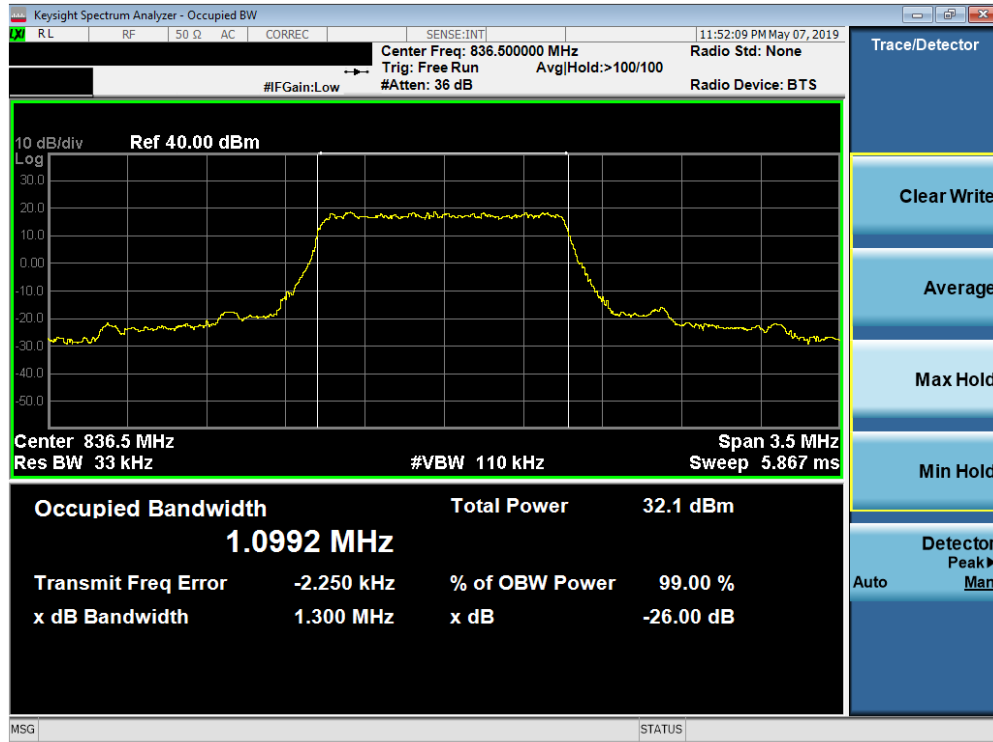 Keysight Spectrum Analyzer - Occupied BW
LXI RL RF 50 Ω AC CORREC SENSE:INT 11:52:09 PM May 07, 2019
Center Freq: 836.500000 MHz Radio Std: None
Trig: Free Run Avg|Hold:>100/100
#IFGain:Low #Atten: 36 dB Radio Device: BTS
10 dB/div Ref 40.00 dBm
Log
30.0
20.0
10.0
0.00
-10.0
-20.0
-30.0
-40.0
-50.0
Center 836.5 MHz Span 3.5 MHz
Res BW 33 kHz #VBW 110 kHz Sweep 5.867 ms
Occupied Bandwidth Total Power 32.1 dBm
1.0992 MHz
Transmit Freq Error -2.250 kHz % of OBW Power 99.00 %
x dB Bandwidth 1.300 MHz x dB -26.00 dB
MSG STATUS
Trace/Detector
Clear Write
Average
Max Hold
Min Hold
Detector
Peak
Auto Man